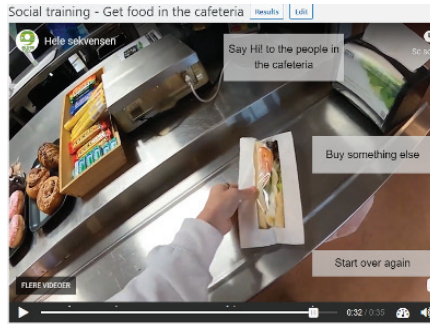 Social training - Get food in the cafeteria
Results
Edit
Hele sekvensen
Say Hi! to the people in
the cafeteria
Buy something else
Start over again
FLERE VIDEOER
0:32 / 0:35